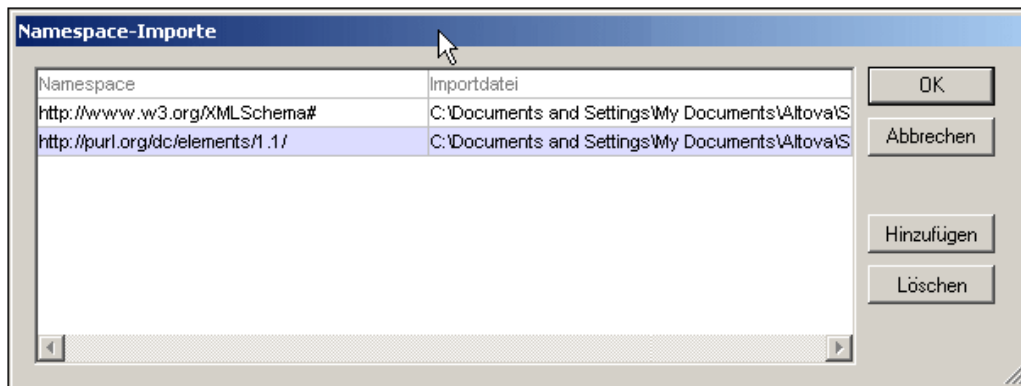 Namespace-Importe
Namespace Importdatei
http://www.w3.org/XMLSchema# C:\Documents and Settings\My Documents\Altova\S
http://purl.org/dc/elements/1.1/ C:\Documents and Settings\My Documents\Altova\S
OK
Abbrechen
Hinzufügen
Löschen